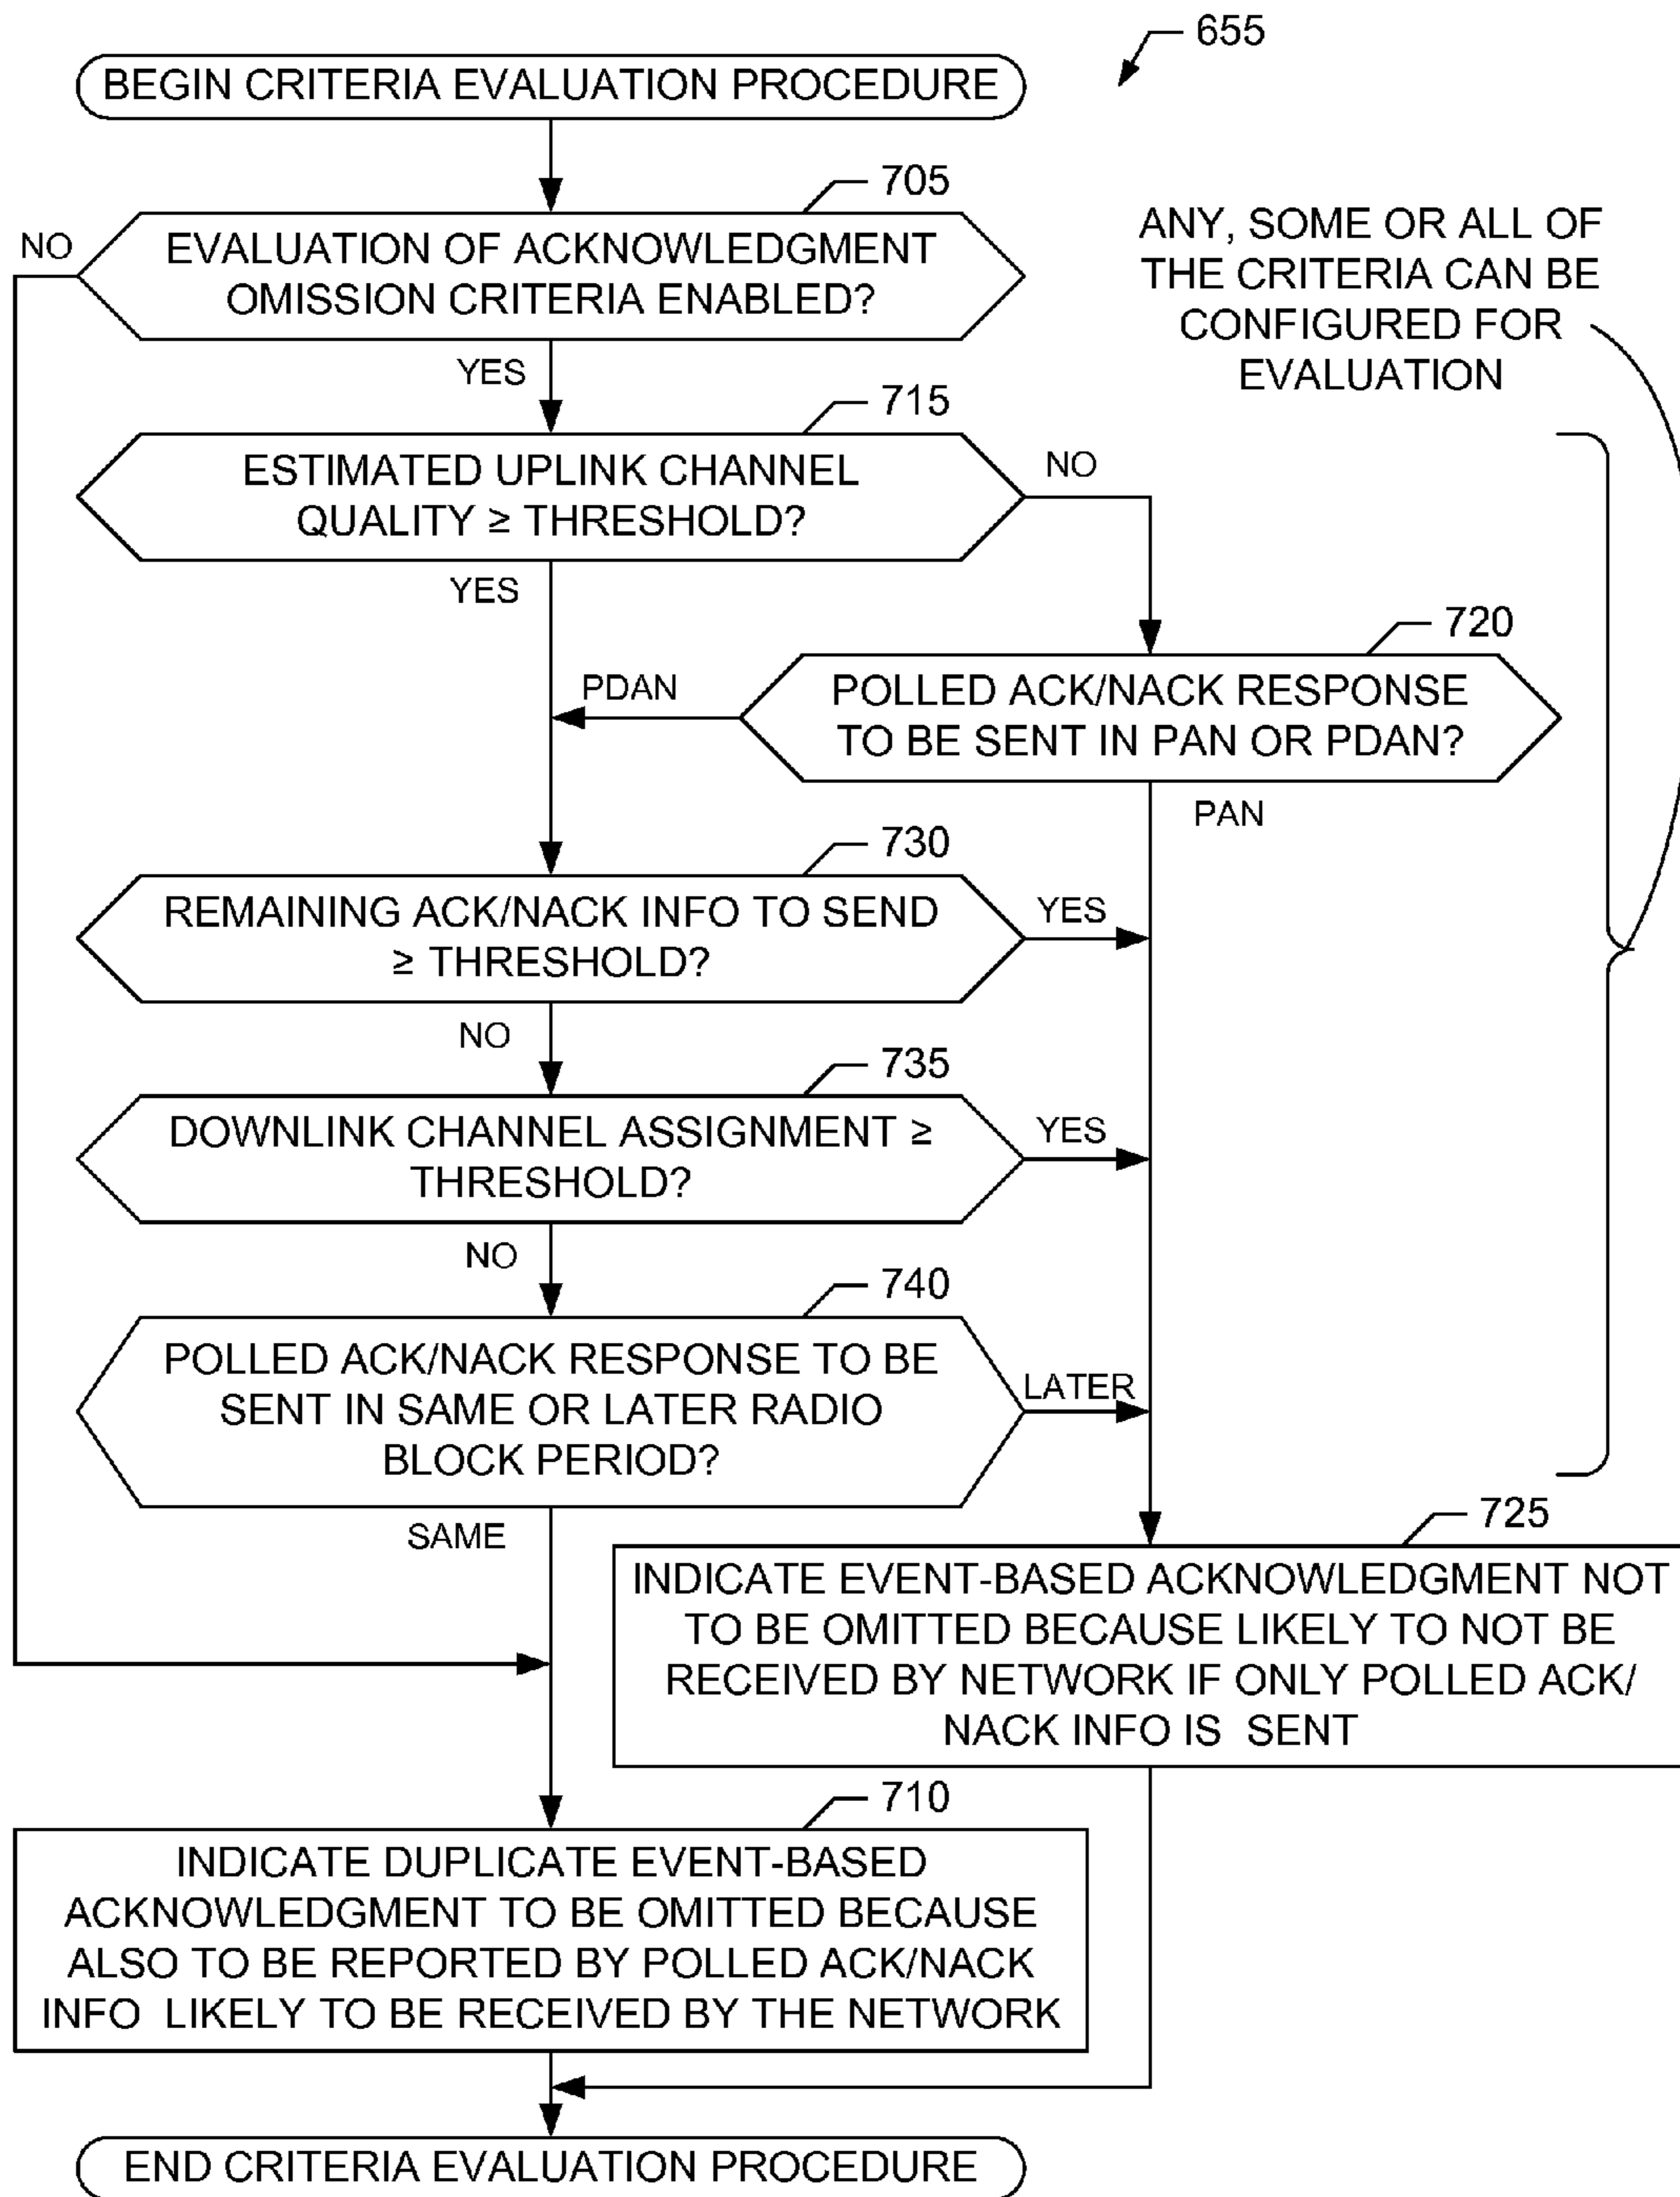 655
BEGIN CRITERIA EVALUATION PROCEDURE
705
NO
EVALUATION OF ACKNOWLEDGMENT
OMISSION CRITERIA ENABLED?
ANY, SOME OR ALL OF
THE CRITERIA CAN BE
CONFIGURED FOR
EVALUATION
YES
715
ESTIMATED UPLINK CHANNEL
QUALITY ≥ THRESHOLD?
NO
YES
720
PDAN
POLLED ACK/NACK RESPONSE
TO BE SENT IN PAN OR PDAN?
PAN
730
REMAINING ACK/NACK INFO TO SEND
≥ THRESHOLD?
YES
NO
735
DOWNLINK CHANNEL ASSIGNMENT ≥
THRESHOLD?
YES
NO
740
POLLED ACK/NACK RESPONSE TO BE
SENT IN SAME OR LATER RADIO
BLOCK PERIOD?
LATER
SAME
725
INDICATE EVENT-BASED ACKNOWLEDGMENT NOT
TO BE OMITTED BECAUSE LIKELY TO NOT BE
RECEIVED BY NETWORK IF ONLY POLLED ACK/
NACK INFO IS SENT
710
INDICATE DUPLICATE EVENT-BASED
ACKNOWLEDGMENT TO BE OMITTED BECAUSE
ALSO TO BE REPORTED BY POLLED ACK/NACK
INFO LIKELY TO BE RECEIVED BY THE NETWORK
END CRITERIA EVALUATION PROCEDURE